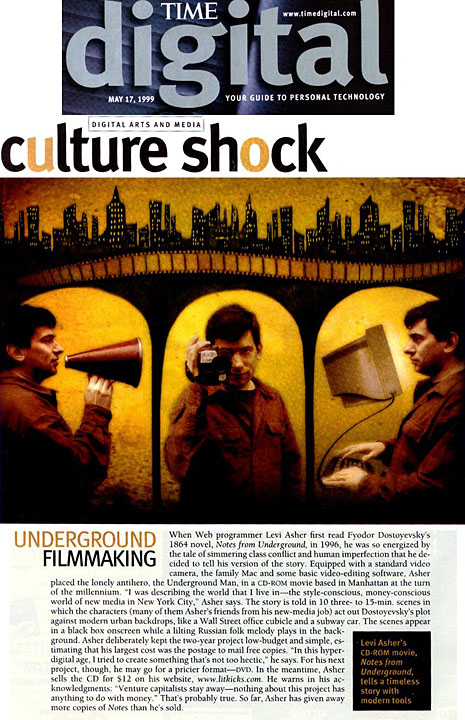 TIME
www.timedigital.com
digital
MAY 17, 1999
YOUR GUIDE TO PERSONAL TECHNOLOGY
DIGITAL ARTS AND MEDIA
culture shock
UNDERGROUND
FILMMAKING
When Web programmer Levi Asher first read Fyodor Dostoyevsky's
1864 novel, Notes from Underground, in 1996, he was so energized by
the tale of simmering class conflict and human imperfection that he de-
cided to tell his version of the story. Equipped with a standard video
camera, the family Mac and some basic video-editing software, Asher
placed the lonely antihero, the Underground Man, in a CD-ROM movie based in Manhattan at the turn
of the millennium. "I was describing the world that I live in—the style-conscious, money-conscious
world of new media in New York City," Asher says. The story is told in 10 three- to 15-min. scenes in
which the characters (many of them Asher's friends from his new-media job) act out Dostoyevsky's plot
against modern urban backdrops, like a Wall Street office cubicle and a subway car. The scenes appear
in a black box onscreen while a lilting Russian folk melody plays in the back-
ground. Asher deliberately kept the two-year project low-budget and simple, es-
timating that his largest cost was the postage to mail free copies. "In this hyper-
digital age, I tried to create something that's not too hectic," he says. For his next
project, though, he may go for a pricier format—DVD. In the meantime, Asher
sells the CD for $12 on his website, www.litkicks.com. He warns in his ac-
knowledgments: "Venture capitalists stay away—nothing about this project has
anything to do with money." That's probably true. So far, Asher has given away
more copies of Notes than he's sold.
Levi Asher's
CD-ROM movie,
Notes from
Underground,
tells a timeless
story with
modern tools